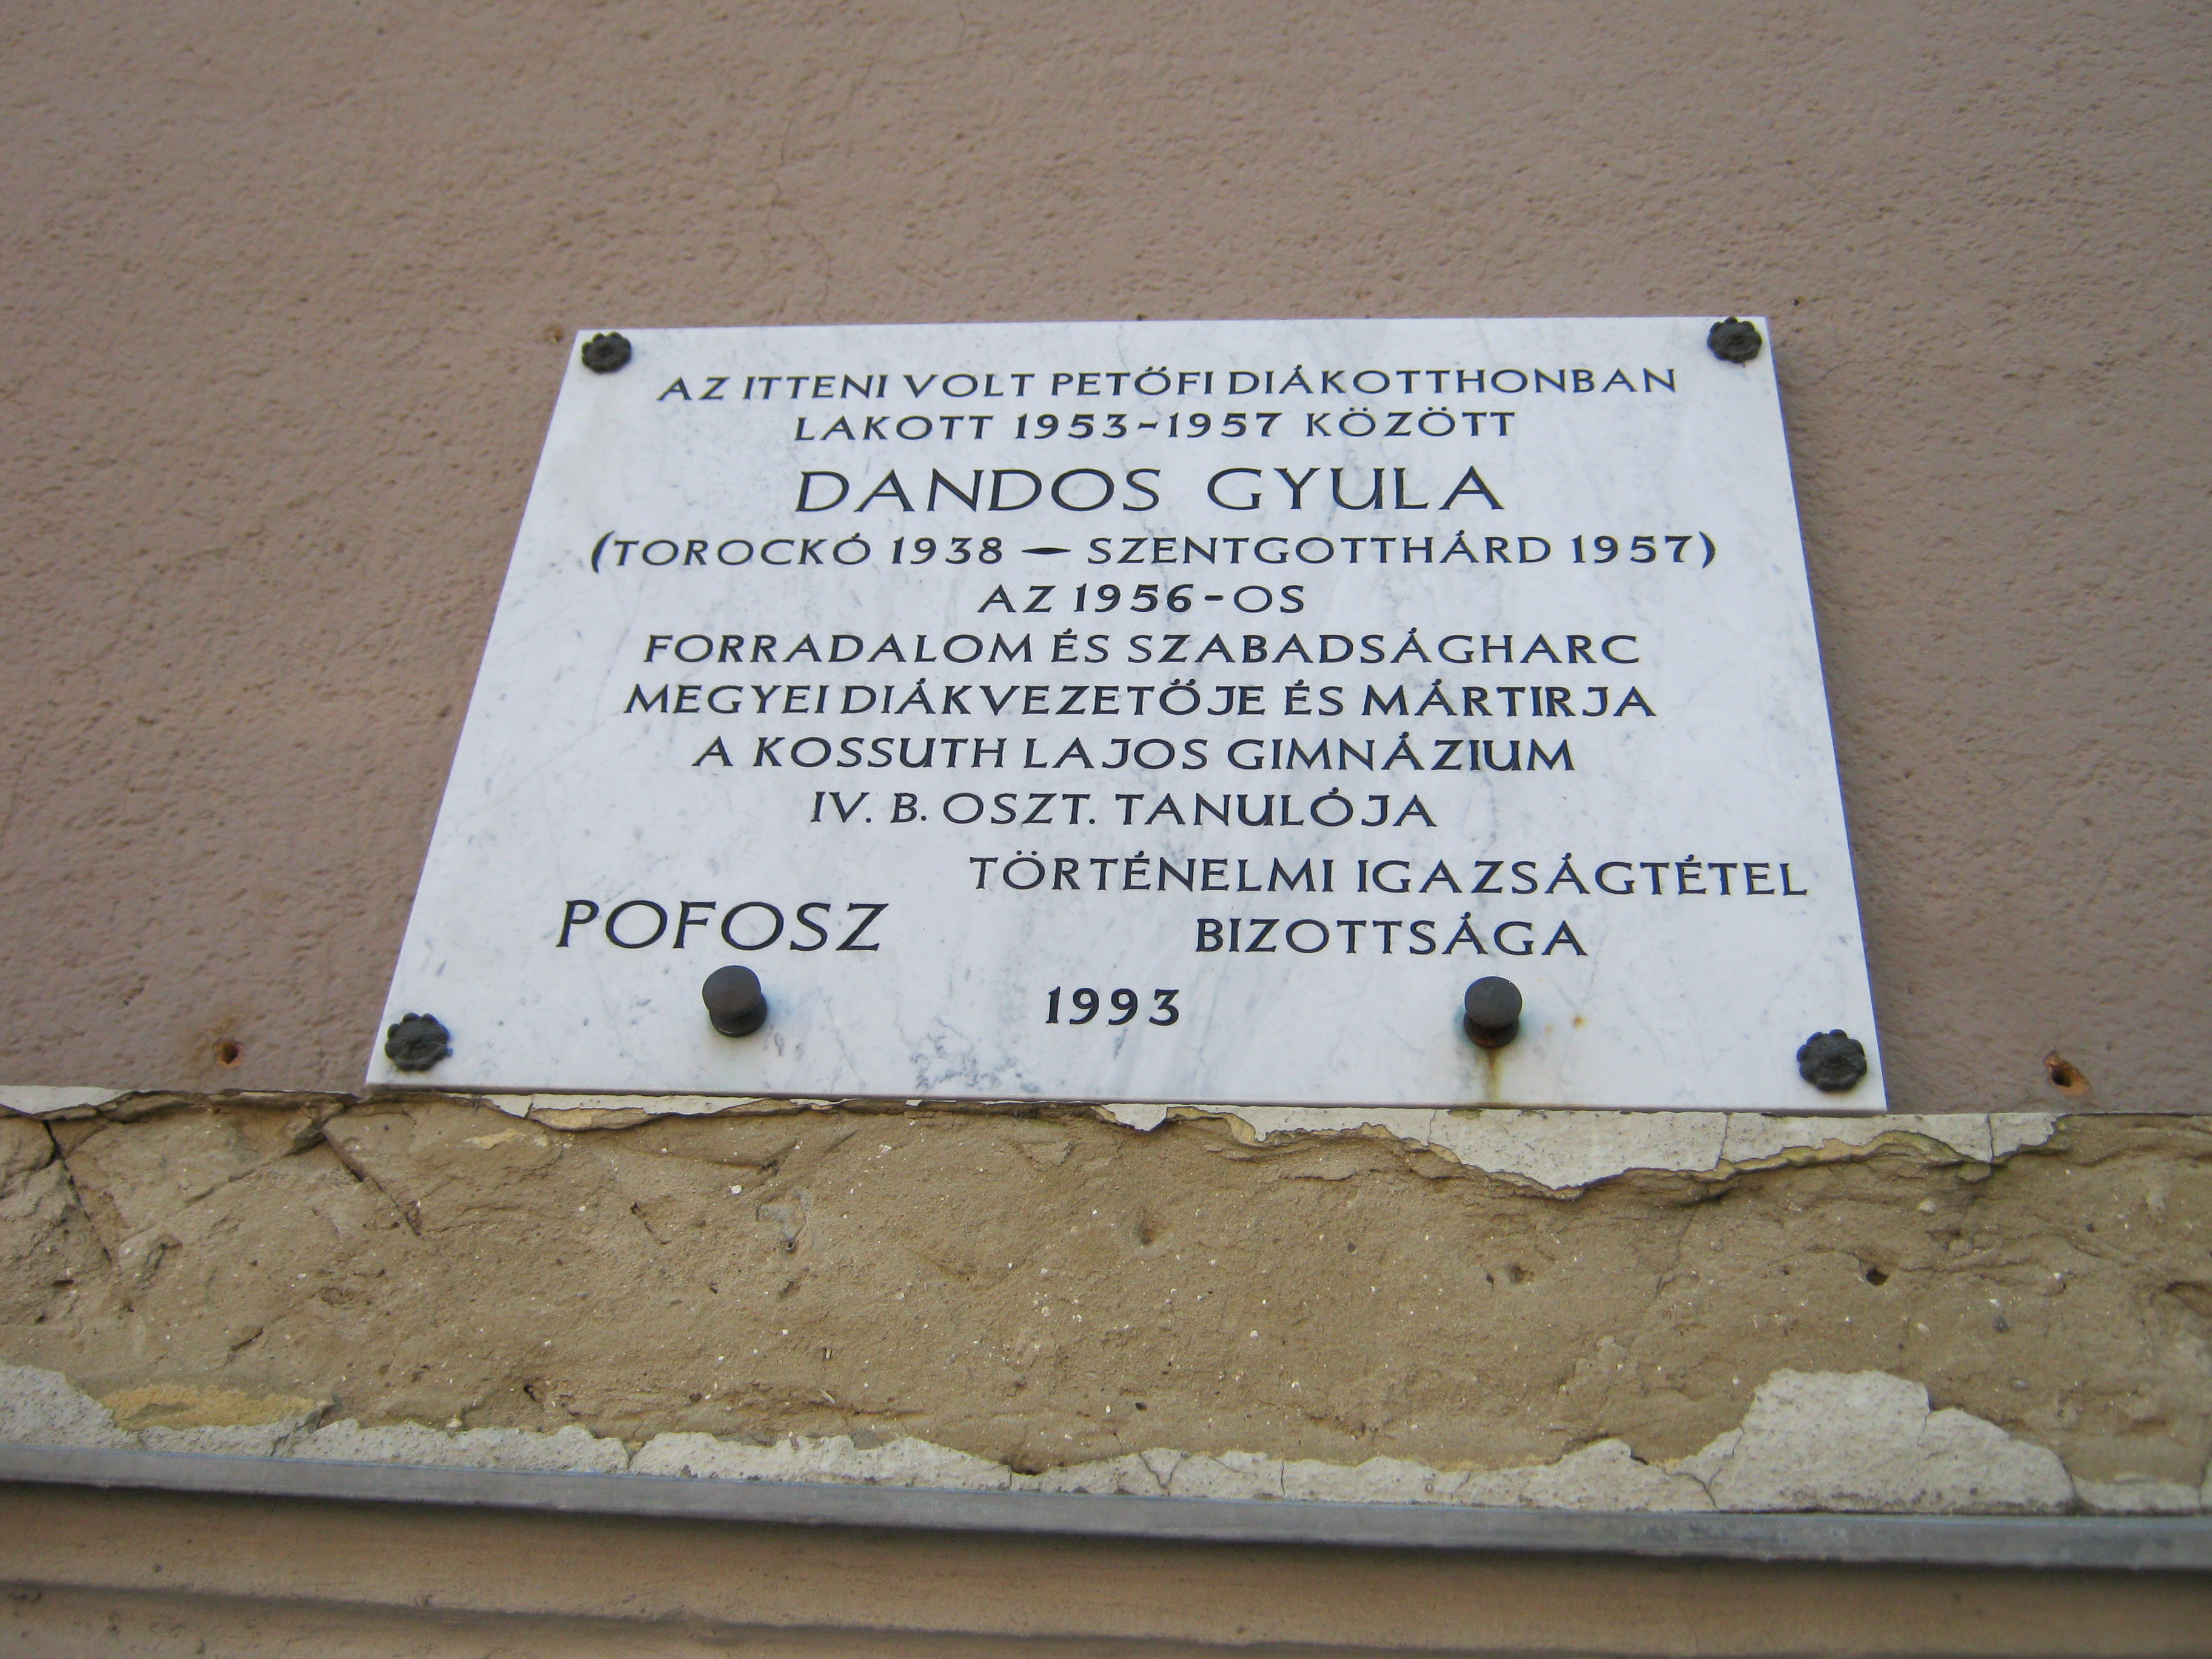 AZ ITTENI VOLT PETŐFI DIÁKOTTHONBAN
LAKOTT 1953-1957 KÖZÖTT
DANDOS GYULA
(TOROCKÓ 1938 — SZENTGOTTHÁRD 1957)
AZ 1956-OS
FORRADALOM ÉS SZABADSÁGHARC
MEGYEI DIÁKVEZETŐJE ÉS MÁRTIRJA
A KOSSUTH LAJOS GIMNÁZIUM
IV. B. OSZT. TANULÓJA
TÖRTÉNELMI IGAZSÁGTÉTEL
POFOSZ BIZOTTSÁGA
1993